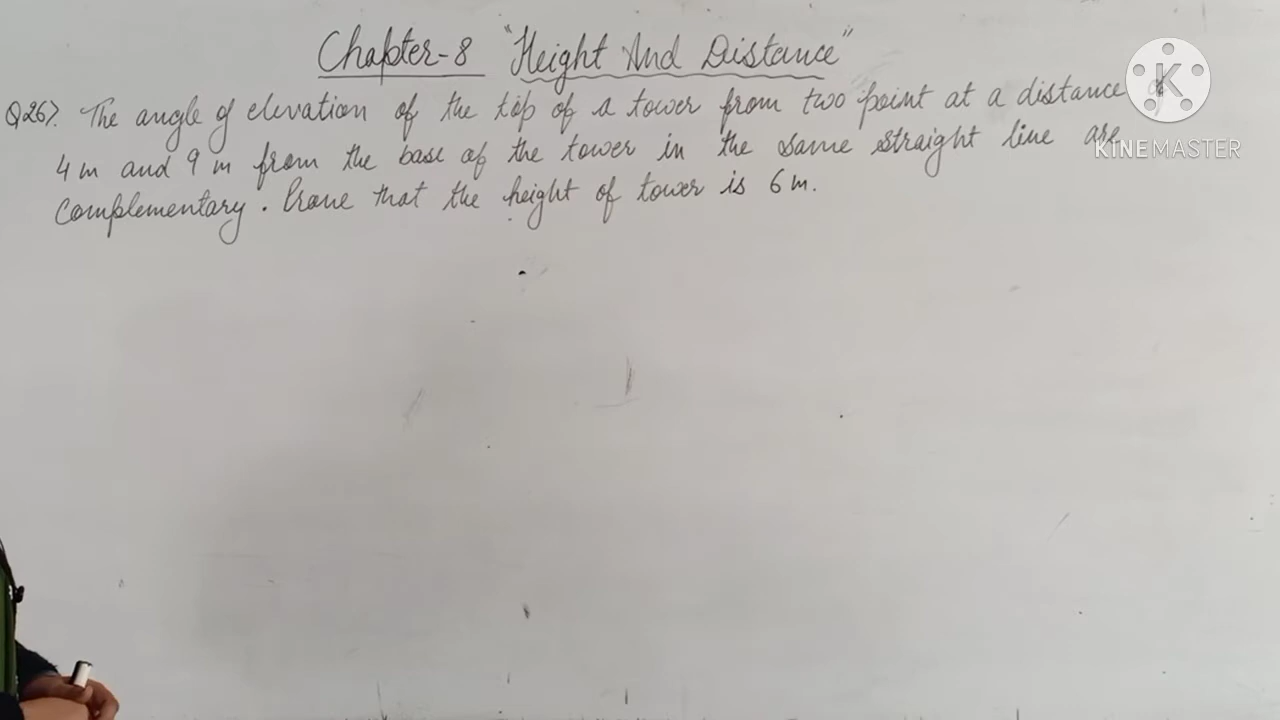 Chapter-8 "Height And Distance"
Q26). The angle of elevation of the top of a tower from two point at a distance of
4 m and 9 m from the base of the tower in the same straight line are
complementary. Prove that the height of tower is 6 m.
K
KINEMASTER